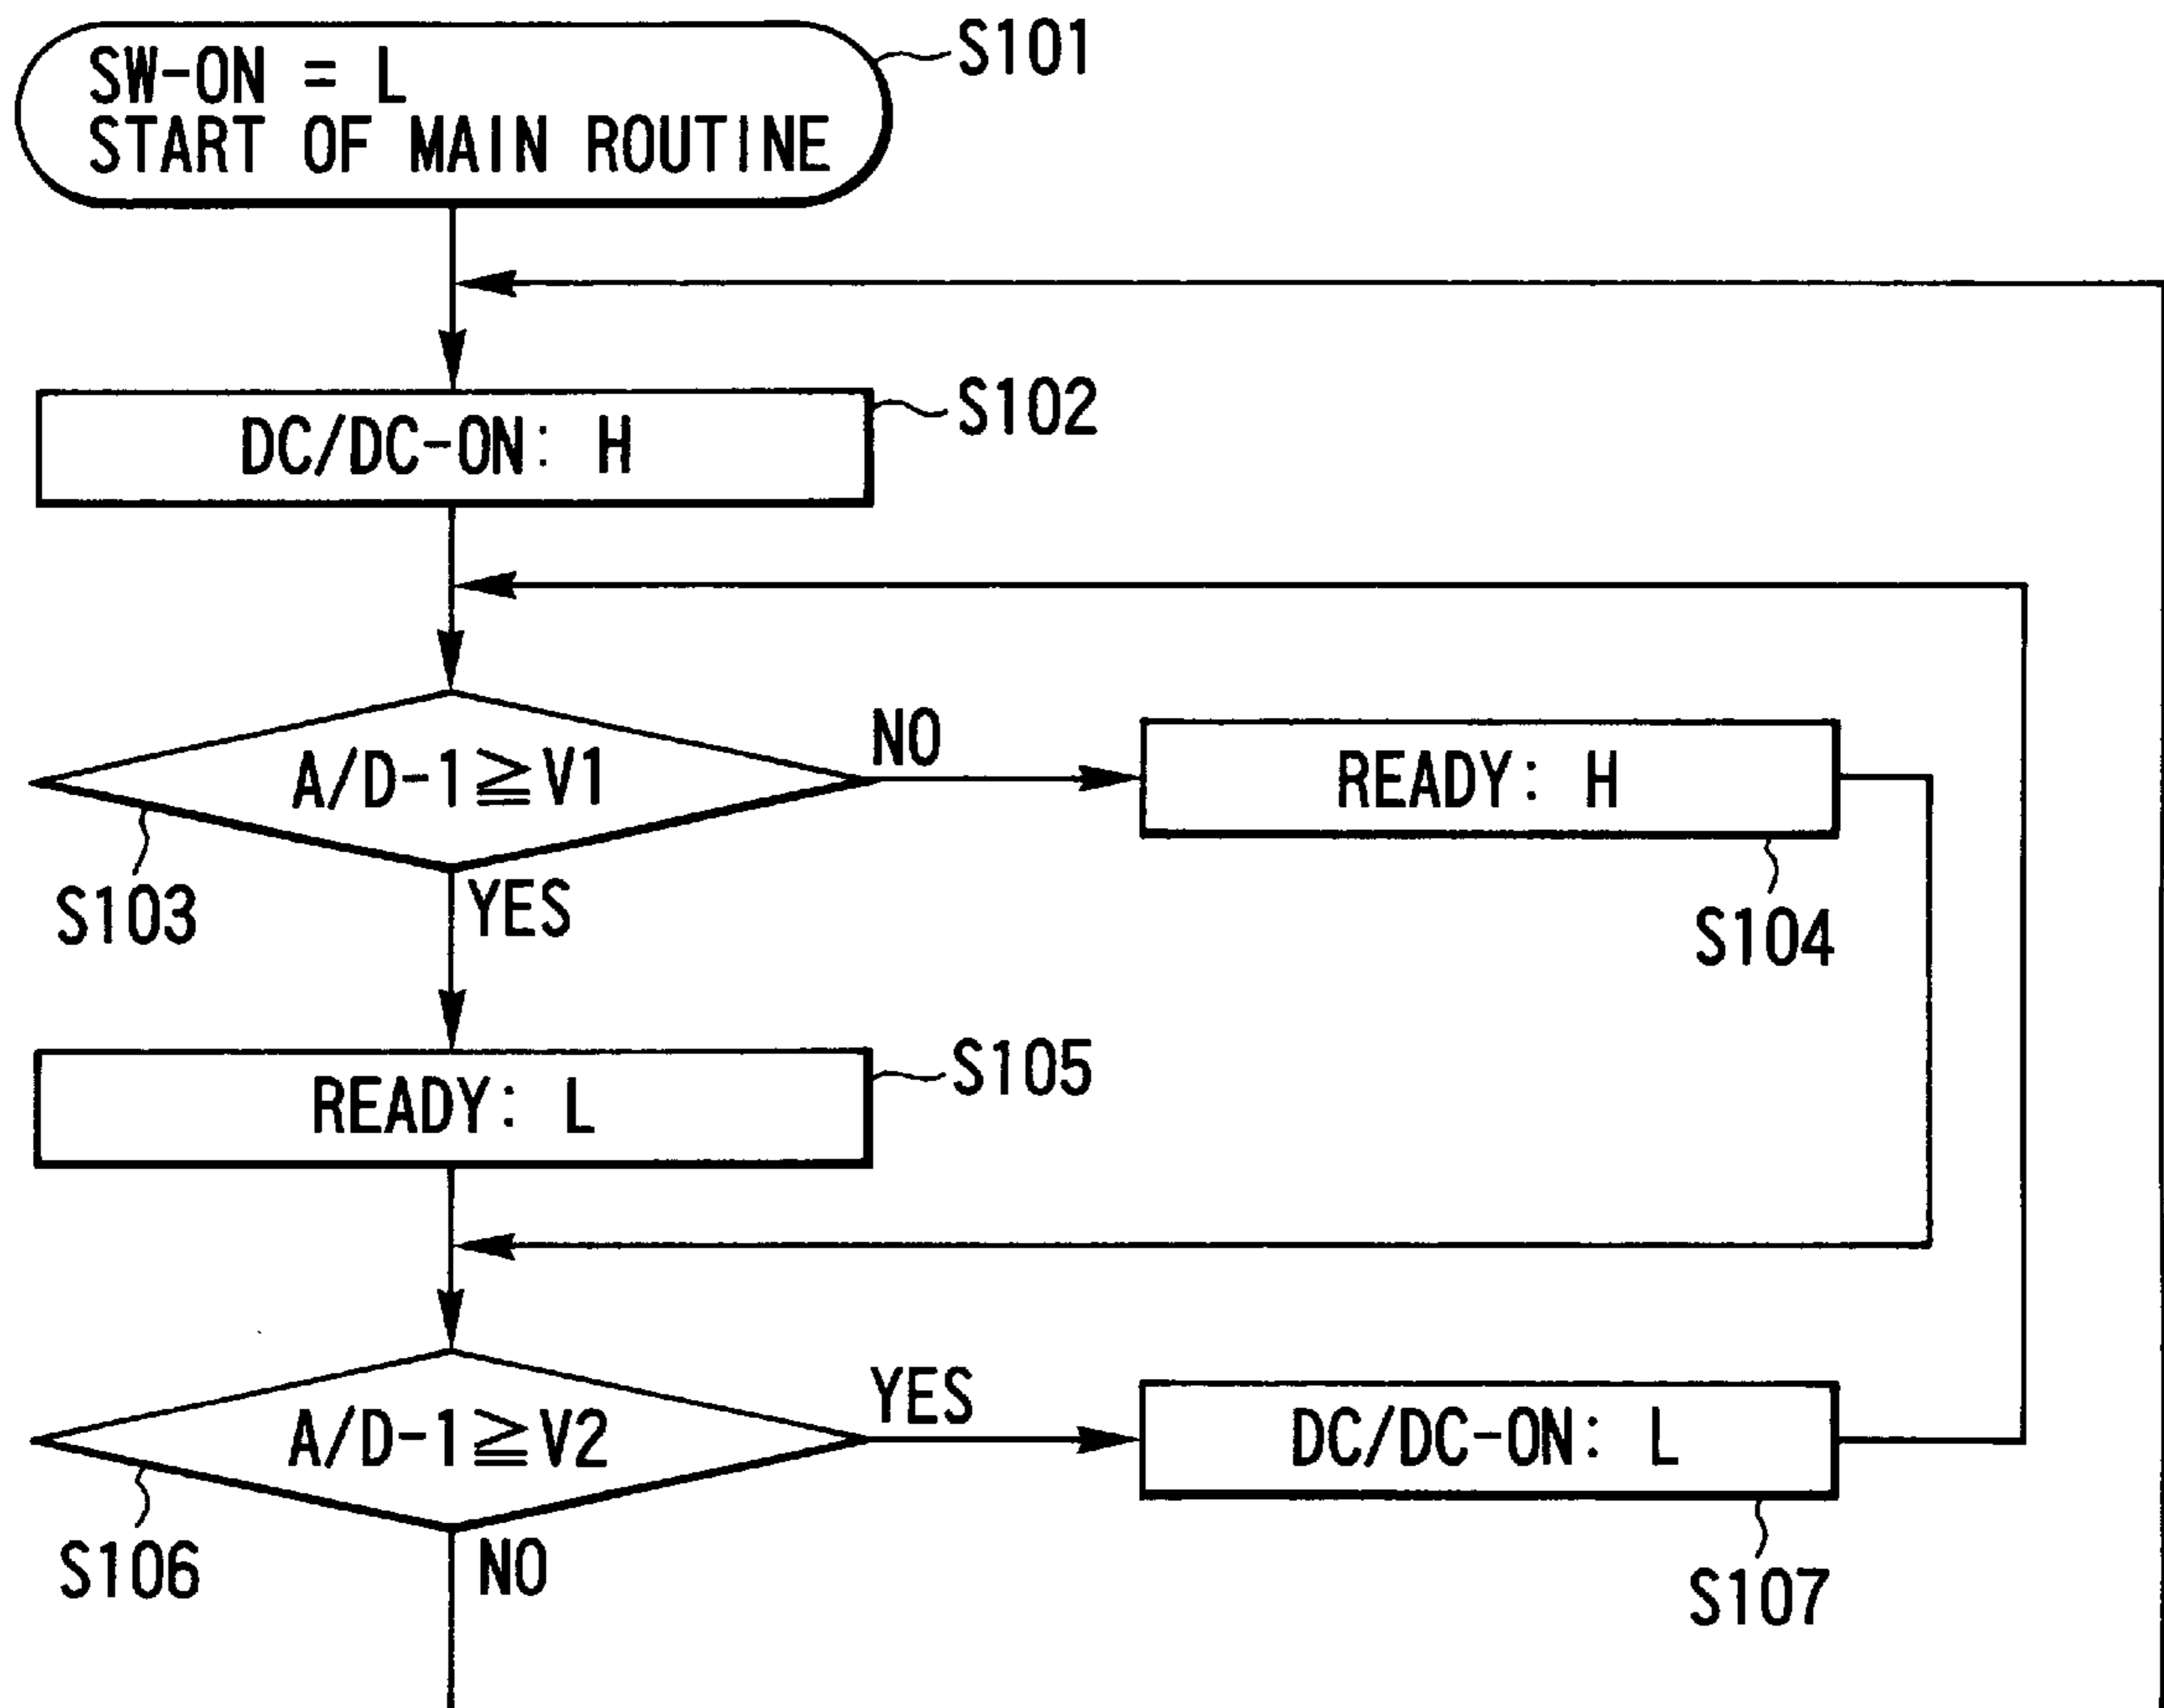 SW-ON = L
START OF MAIN ROUTINE
S101
DC/DC-ON: H
S102
A/D-1≧V1
NO
READY: H
S103
YES
S104
READY: L
S105
A/D-1≧V2
YES
DC/DC-ON: L
S106
NO
S107